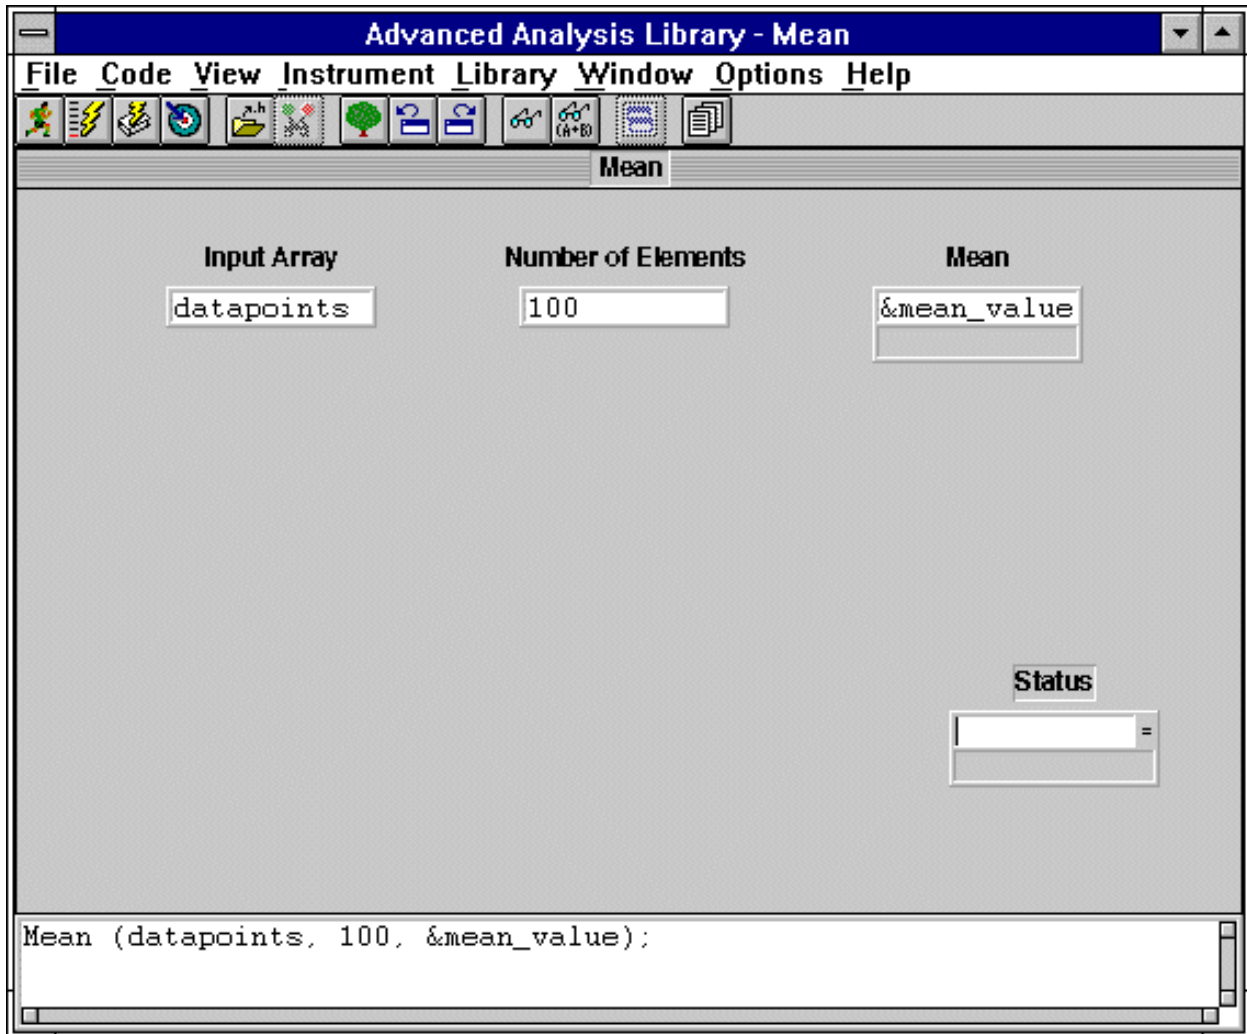 Advanced Analysis Library - Mean
File Code View Instrument Library Window Options Help
(A+B)
Mean
Input Array Number of Elements Mean
datapoints 100 &mean_value
Status
=
Mean (datapoints, 100, &mean_value);